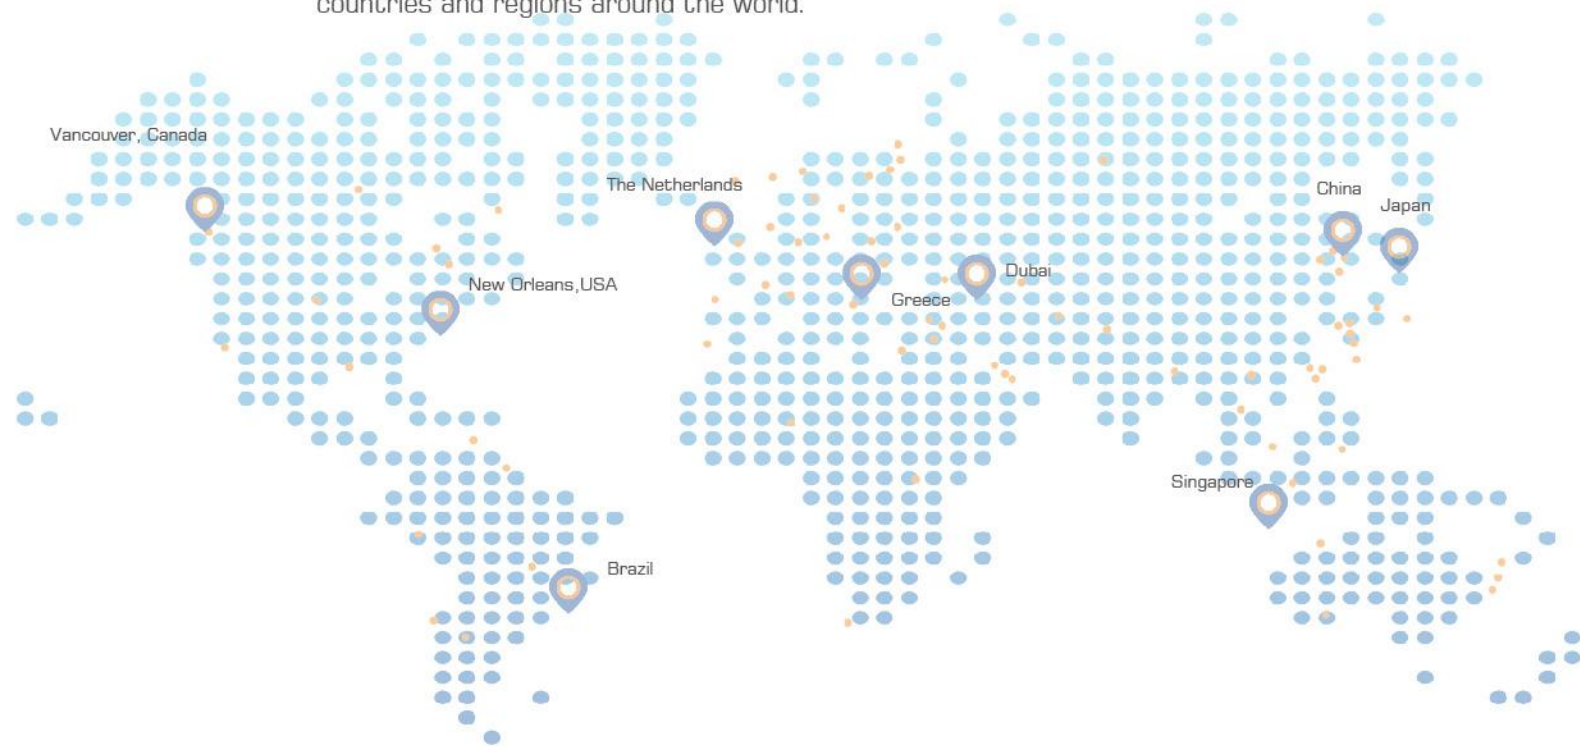 countries and regions around the world.
Vancouver, Canada
The Netherlands
China
Japan
New Orleans,USA
Dubai
Greece
Singapore
Brazil